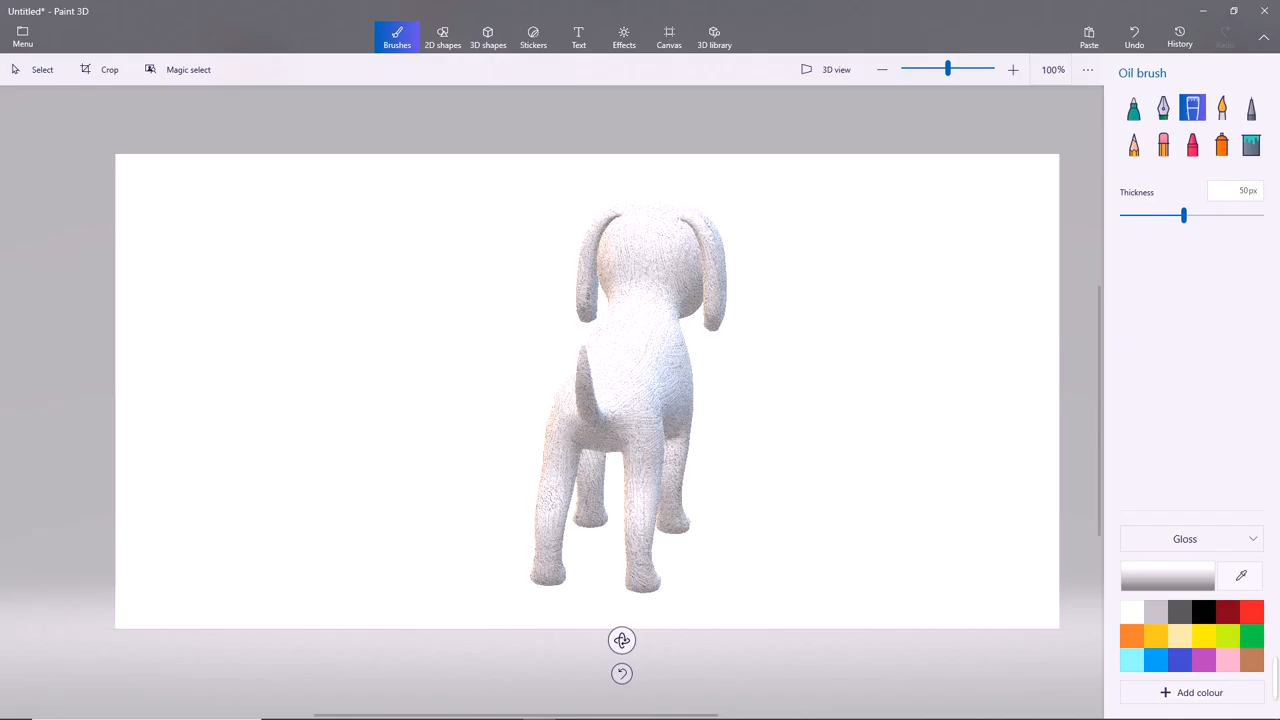 Untitled* - Paint 3D
Menu
Brushes
2D shapes
3D shapes
Stickers
Text
Effects
Canvas
3D library
Paste
Undo
History
Redo
Select
Crop
Magic select
3D view
100%
Oil brush
Thickness
50px
Gloss
Add colour